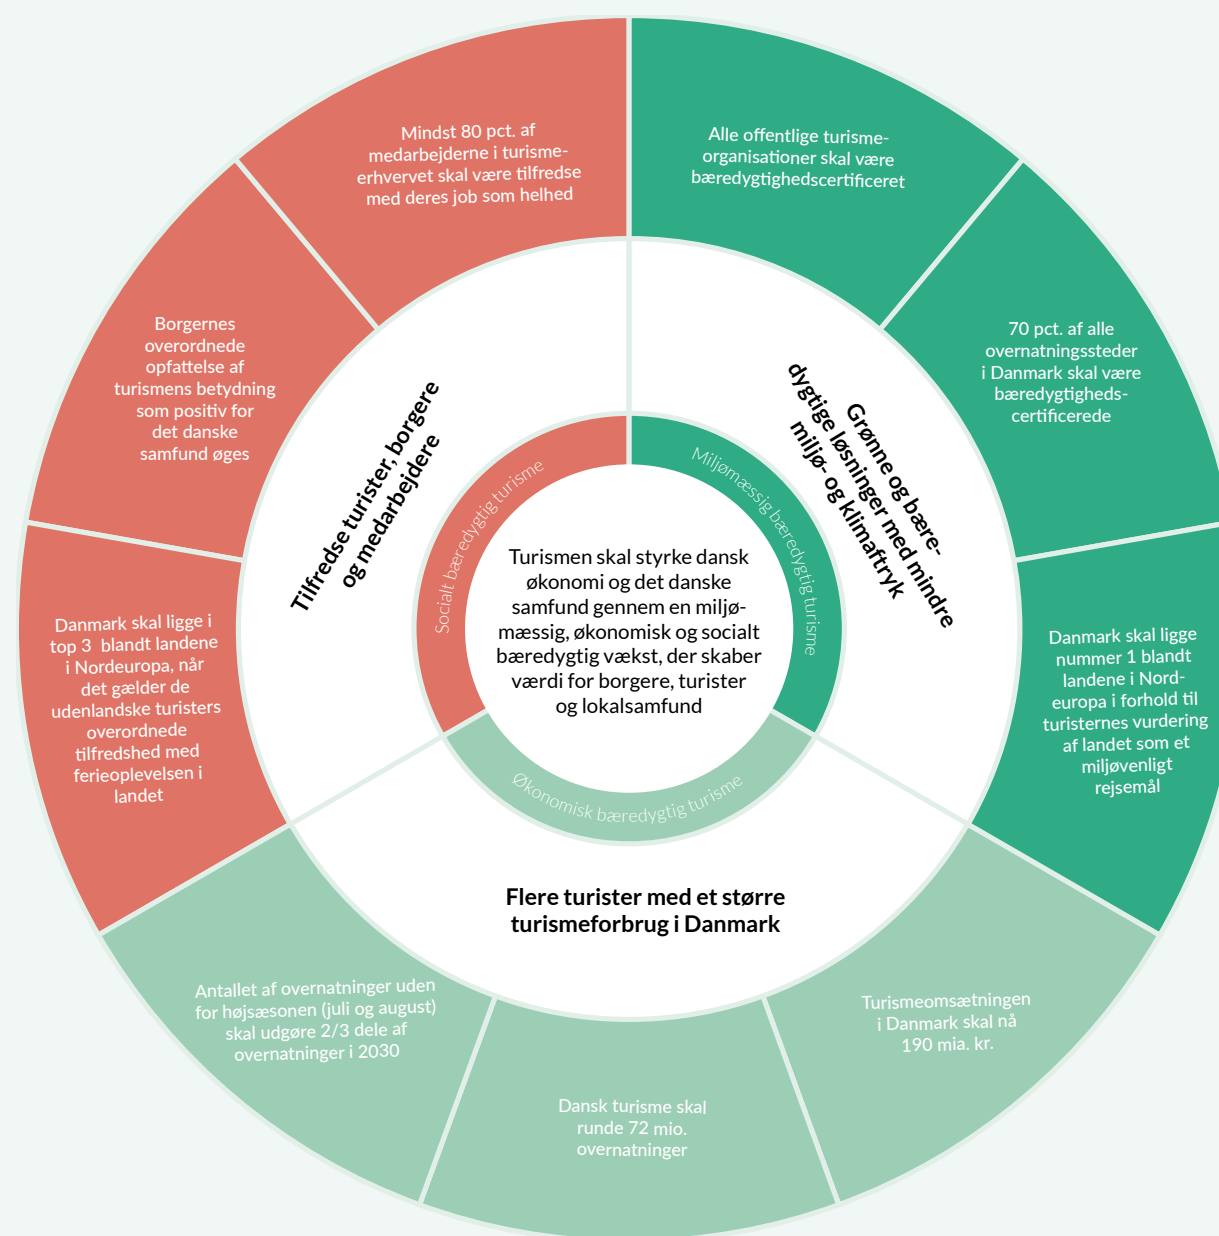 Mindst 80 pct. af
medarbejderne i turisme-
erhvervet skal være tilfredse
med deres job som helhed
Alle offentlige turisme-
organisationer skal være
bæredygtighedscertificeret
Borgernes
overordnede
opfattelse af
turismens betydning
som positiv for
det danske
samfund øges
70 pct. af alle
overnatningssteder
i Danmark skal være
bæredygtigheds-
certificerede
Tilfredse turister, borgere
og medarbejdere
Grønne og bære-
dygtige løsninger med mindre
miljø- og klimaftryk
Socialt bæredygtig turisme
Miljømæssig bæredygtig turisme
Turismen skal styrke dansk
økonomi og det danske
samfund gennem en miljø-
mæssig, økonomisk og socialt
bæredygtig vækst, der skaber
værdi for borgere, turister
og lokalsamfund
Økonomisk bæredygtig turisme
Danmark skal ligge i
top 3 blandt landene
i Nordeuropa, når
det gælder de
udenlandske turisters
overordnede
tilfredshed med
ferieoplevelsen i
landet
Danmark skal ligge
nummer 1 blandt
landene i Nord-
europa i forhold til
turisternes vurdering
af landet som et
miljøvenligt
rejsemål
Flere turister med et større
turismeforbrug i Danmark
Antallet af overnatninger uden
for højsæsonen (juli og august)
skal udgøre 2/3 dele af
overnatninger i 2030
Dansk turisme skal
runde 72 mio.
overnatninger
Turismeomsætningen
i Danmark skal nå
190 mia. kr.